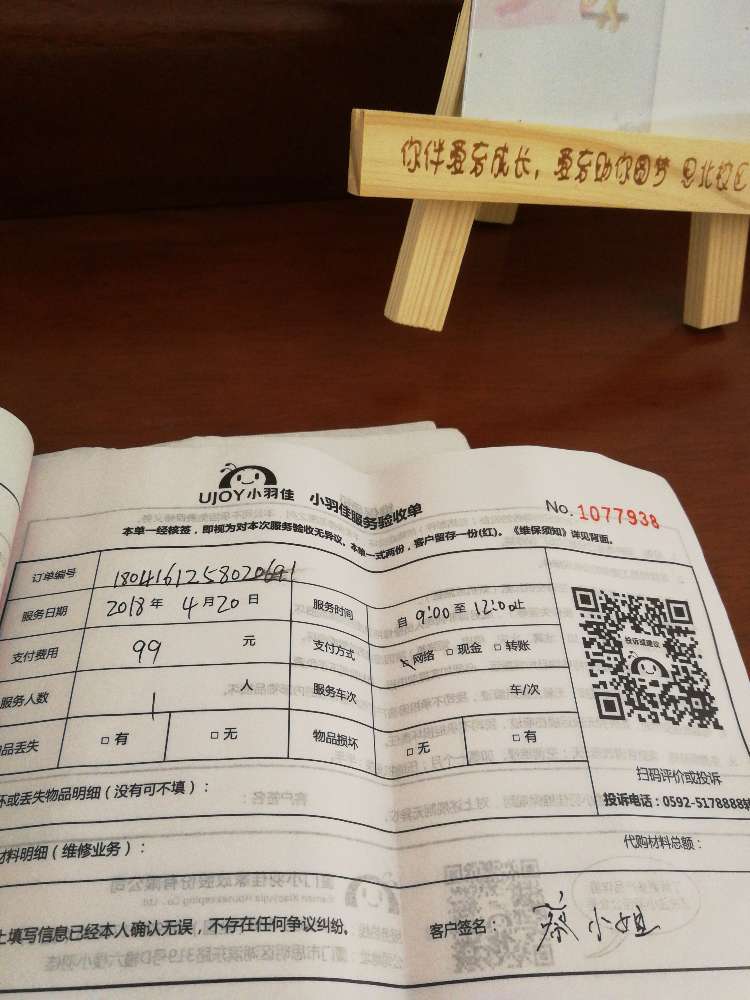 你伴爱夯成长，爱夯助你圆梦
UJOY小羽佳 小羽佳服务验收单
No. 1077938
本单一经核签，即视为对本次服务验收无异议。本单一式两份，客户留存一份(红)。《维保须知》详见背面。
订单编号
服务日期 2018年 4月20日 服务时间 自 9:00 至 12:00止
支付费用 99 元 支付方式 网络 □ 现金 □ 转账
服务人数 1 人 服务车次 车/次
品丢失 □ 有 □ 无 物品损坏 □ 无 □ 有
投诉或建议
扫码评价或投诉
投诉电话：0592-5178888
坏或丢失物品明细（没有可不填）：
材料明细（维修业务）： 代购材料总额：
上填写信息已经本人确认无误，不存在任何争议纠纷。 客户签名： 蔡小姐